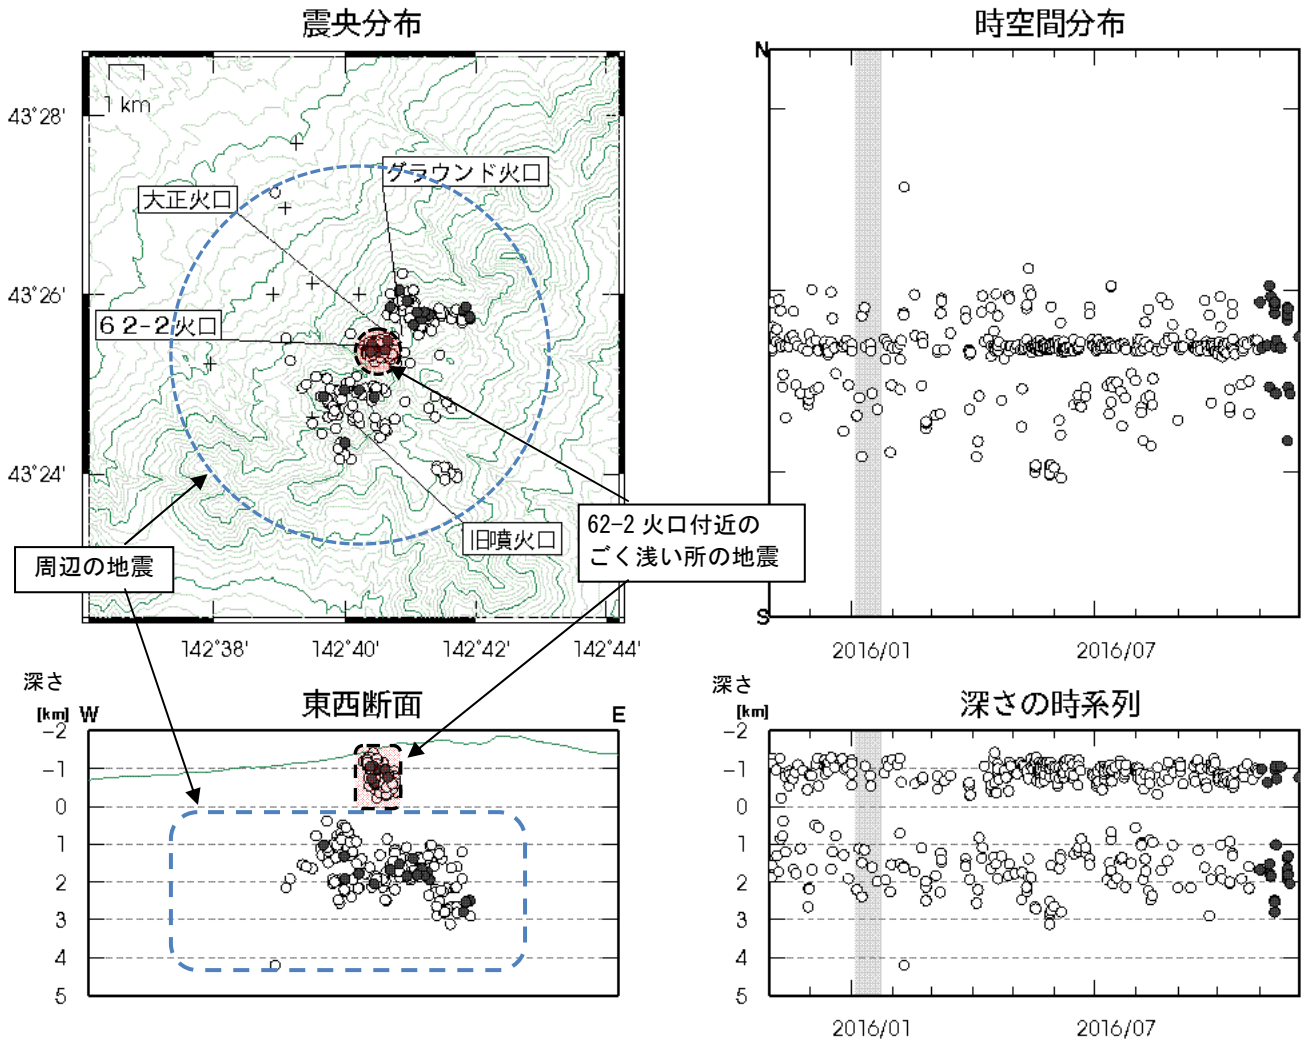 震央分布
1 km
43°28'
43°26'
43°24'
142°38'
142°40'
142°42'
142°44'
グラウンド火口
大正火口
６２−２火口
旧噴火口
周辺の地震
62−2 火口付近の
ごく浅い所の地震
時空間分布
N
S
2016/01
2016/07
東西断面
深さ
[km]
W
E
−2
−1
0
1
2
3
4
5
深さの時系列
深さ
[km]
−2
−1
0
1
2
3
4
5
2016/01
2016/07